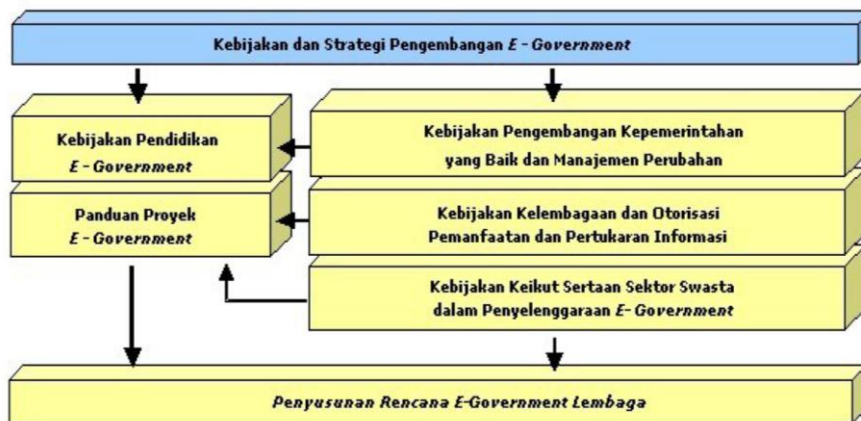 Kebijakan dan Strategi Pengembangan E - Government
Kebijakan Pendidikan
E - Government
Kebijakan Pengembangan Kepemerintahan
yang Baik dan Manajemen Perubahan
Panduan Proyek
E - Government
Kebijakan Kelembagaan dan Otorisasi
Pemanfaatan dan Pertukaran Informasi
Kebijakan Keikut Sertaan Sektor Swasta
dalam Penyelenggaraan E- Government
Penyusunan Rencana E-Government Lembaga